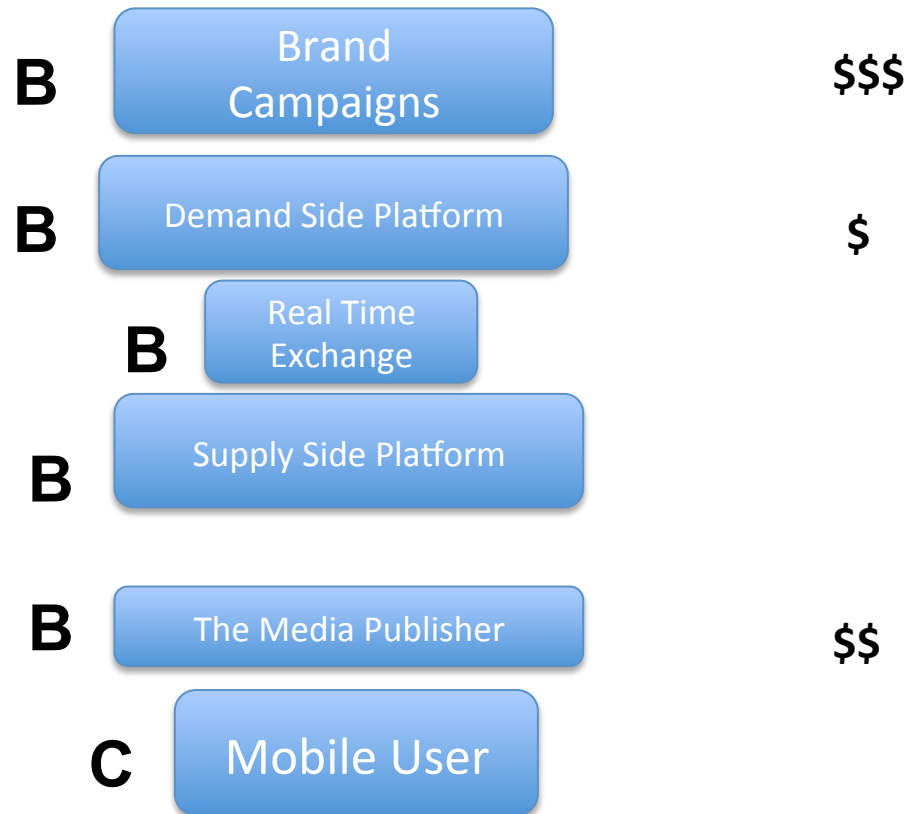 B
Brand
Campaigns
$$$
B
Demand Side Platform
$
B
Real Time
Exchange
B
Supply Side Platform
B
The Media Publisher
$$
C
Mobile User